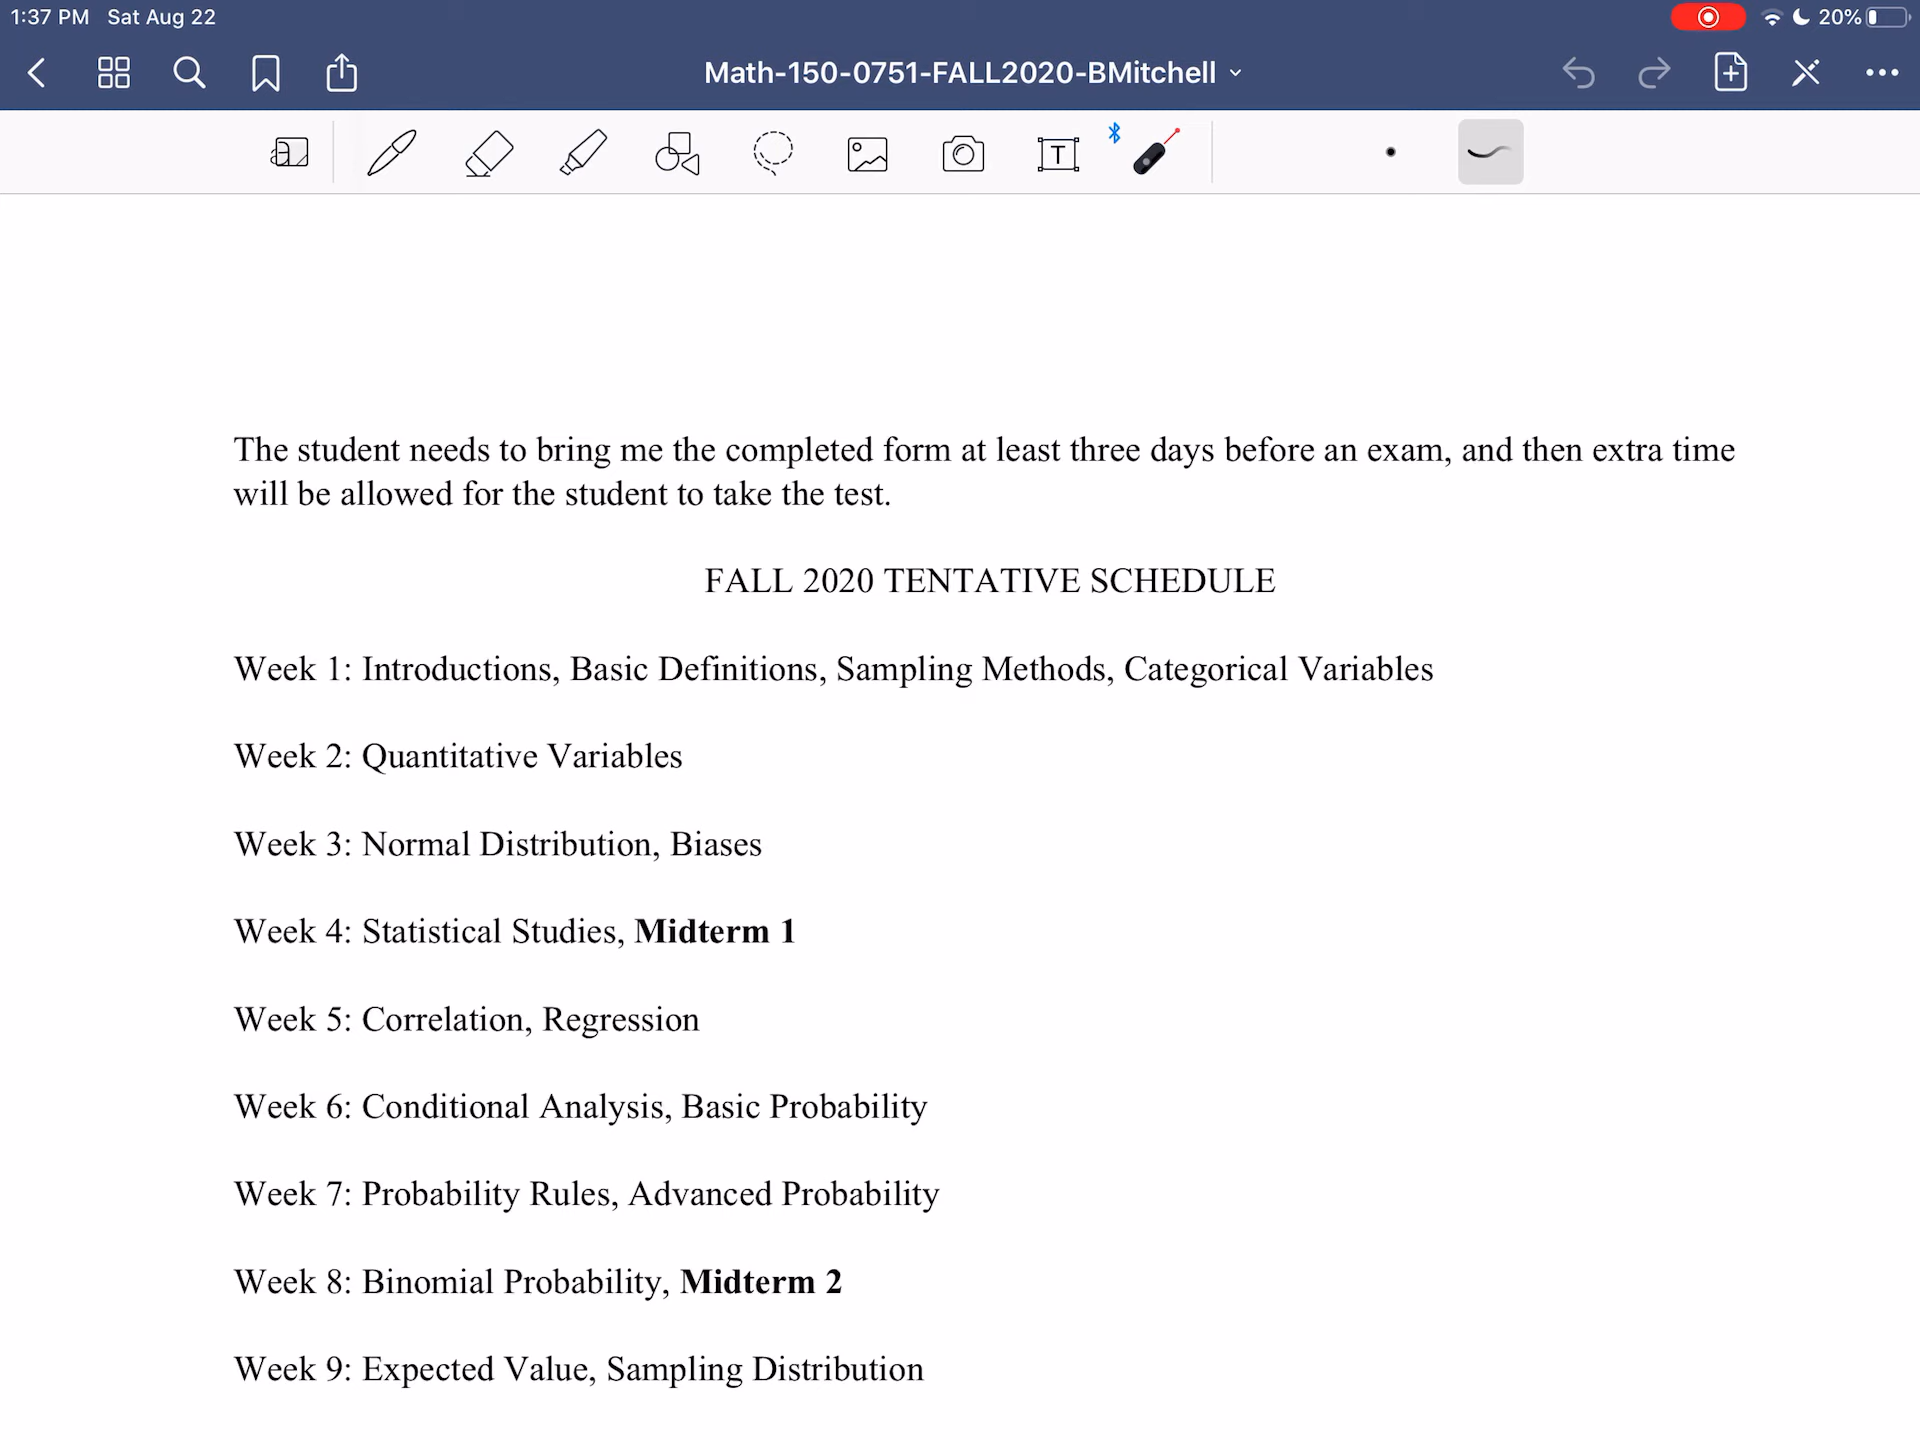 1:37 PM Sat Aug 22
20%
Math-150-0751-FALL2020-BMitchell
The student needs to bring me the completed form at least three days before an exam, and then extra time
will be allowed for the student to take the test.
FALL 2020 TENTATIVE SCHEDULE
Week 1: Introductions, Basic Definitions, Sampling Methods, Categorical Variables
Week 2: Quantitative Variables
Week 3: Normal Distribution, Biases
Week 4: Statistical Studies, Midterm 1
Week 5: Correlation, Regression
Week 6: Conditional Analysis, Basic Probability
Week 7: Probability Rules, Advanced Probability
Week 8: Binomial Probability, Midterm 2
Week 9: Expected Value, Sampling Distribution